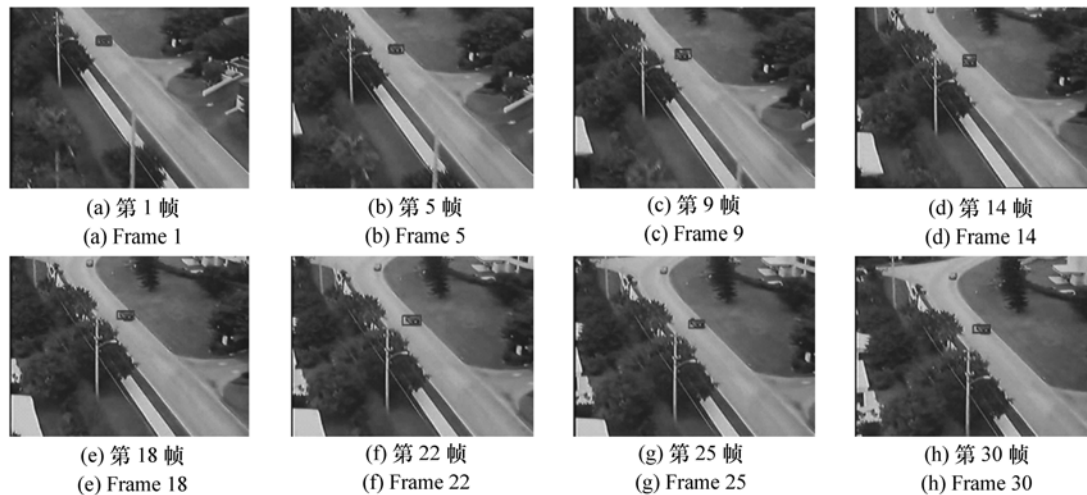 (a) 第 1 帧
(b) 第 5 帧
(c) 第 9 帧
(d) 第 14 帧
(a) Frame 1
(b) Frame 5
(c) Frame 9
(d) Frame 14
(e) 第 18 帧
(f) 第 22 帧
(g) 第 25 帧
(h) 第 30 帧
(e) Frame 18
(f) Frame 22
(g) Frame 25
(h) Frame 30